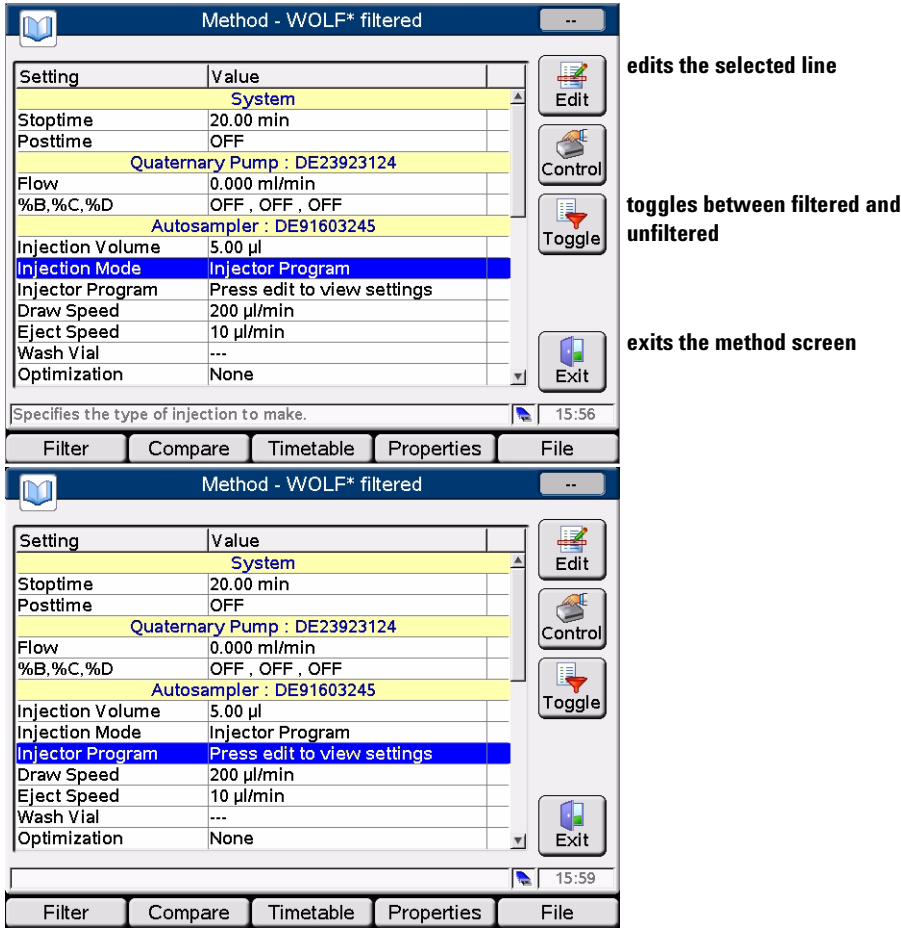 Method - WOLF* filtered --
Setting Value
System
Stoptime 20.00 min
Posttime OFF
Quaternary Pump : DE23923124
Flow 0.000 ml/min
%B,%C,%D OFF , OFF , OFF
Autosampler : DE91603245
Injection Volume 5.00 µl
Injection Mode Injector Program
Injector Program Press edit to view settings
Draw Speed 200 µl/min
Eject Speed 10 µl/min
Wash Vial ---
Optimization None
Edit
Control
Toggle
Exit
edits the selected line
toggles between filtered and
unfiltered
exits the method screen
Specifies the type of injection to make. 15:56
Filter Compare Timetable Properties File
Method - WOLF* filtered --
Setting Value
System
Stoptime 20.00 min
Posttime OFF
Quaternary Pump : DE23923124
Flow 0.000 ml/min
%B,%C,%D OFF , OFF , OFF
Autosampler : DE91603245
Injection Volume 5.00 µl
Injection Mode Injector Program
Injector Program Press edit to view settings
Draw Speed 200 µl/min
Eject Speed 10 µl/min
Wash Vial ---
Optimization None
Edit
Control
Toggle
Exit
15:59
Filter Compare Timetable Properties File